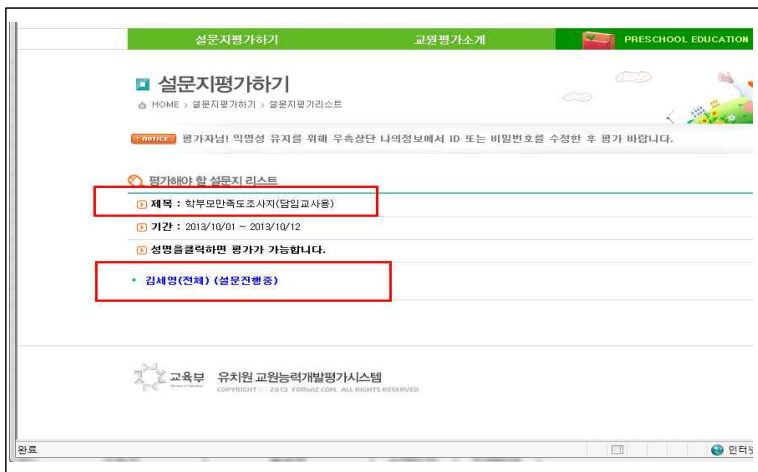 설문지평가하기 교원평가소개 PRESCHOOL EDUCATION
설문지평가하기
HOME > 설문지평가하기 > 설문지평가리스트
NOTICE 평가자님! 익명성 유지를 위해 우측상단 나의정보에서 ID 또는 비밀번호를 수정한 후 평가 바랍니다.
평가해야 할 설문지 리스트
제목 : 학부모만족도조사지(담임교사용)
기간 : 2013/10/01 ~ 2013/10/12
성명을클릭하면 평가가 가능합니다.
김세영(전체) (설문진행중)
교육부 유치원 교원능력개발평가시스템
COPYRIGHT ⓒ 2013 FORWIZ.COM. ALL RIGHTS RESERVED.
완료